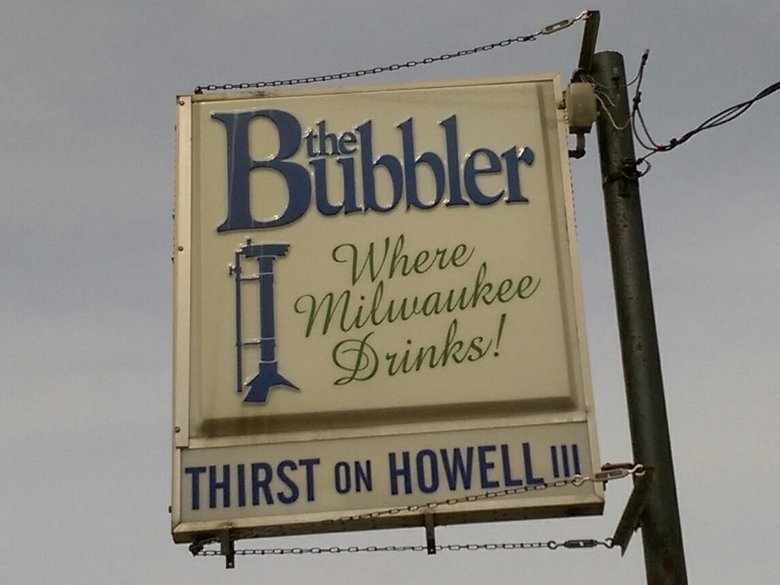 the
Bubbler
Where
Milwaukee
Drinks!
THIRST ON HOWELL III